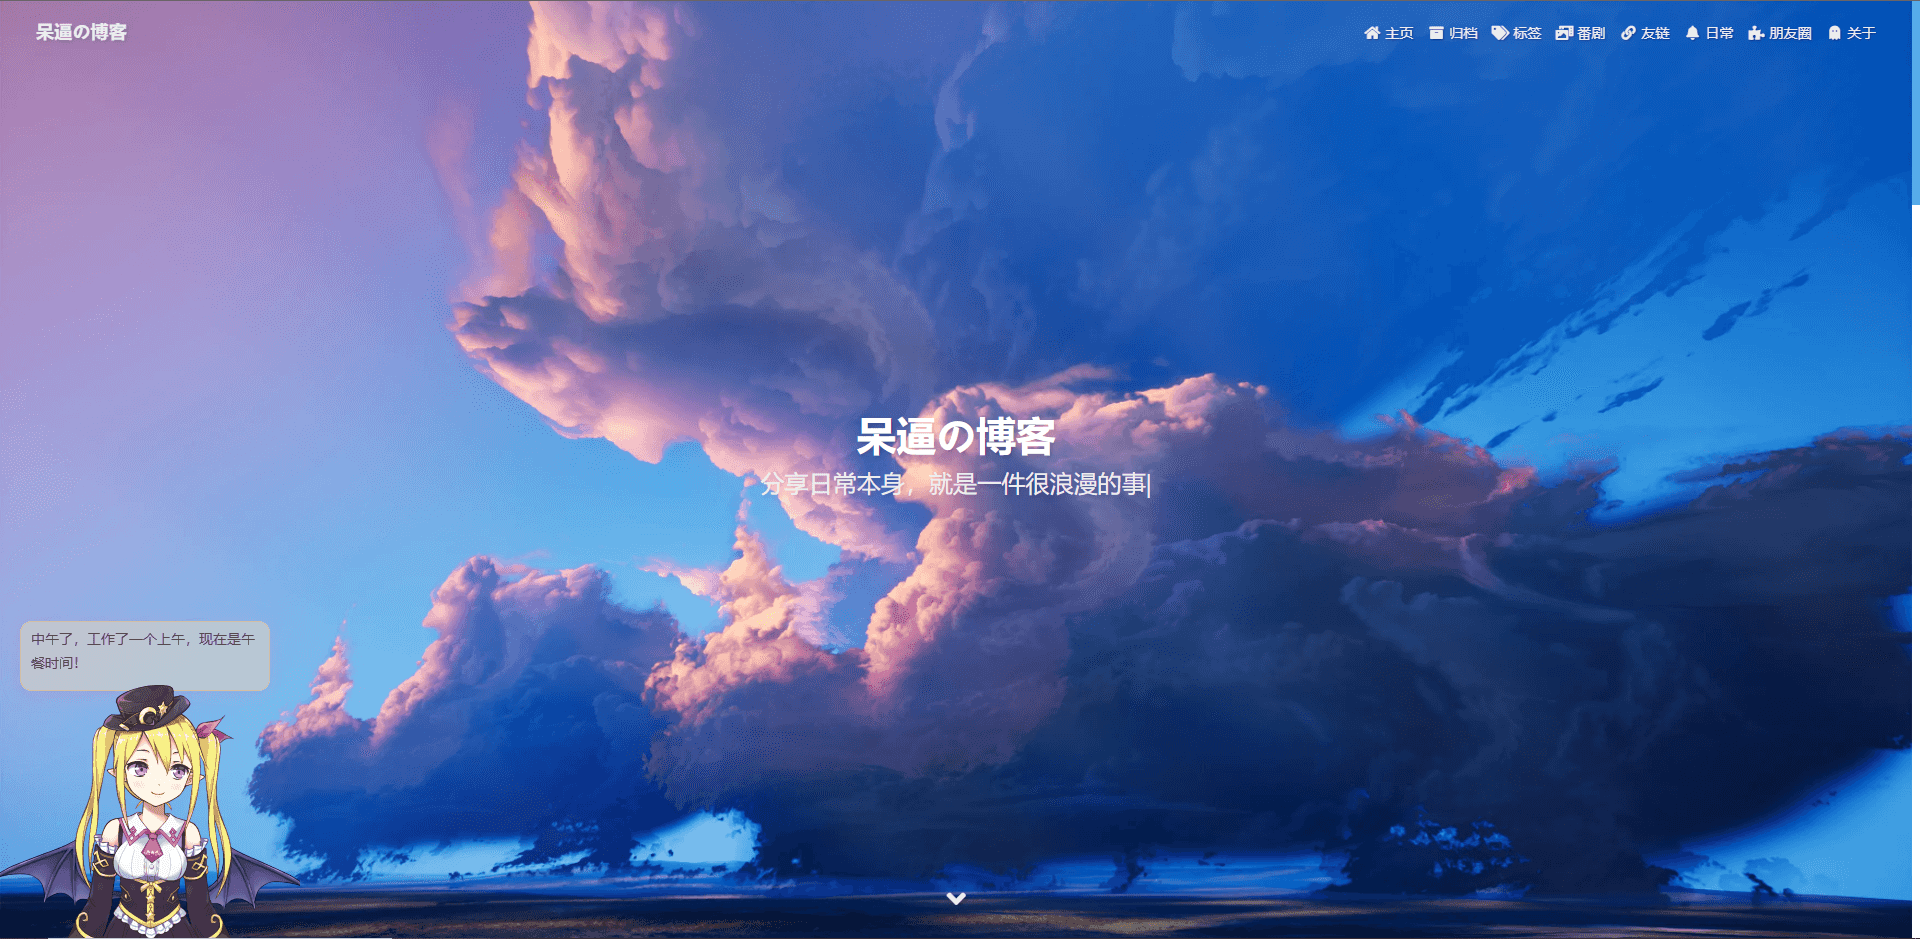 呆逼の博客
主页 归档 标签 番剧 友链 日常 朋友圈 关于
呆逼の博客
分享日常本身，就是一件很浪漫的事|
中午了，工作了一个上午，现在是午
餐时间！